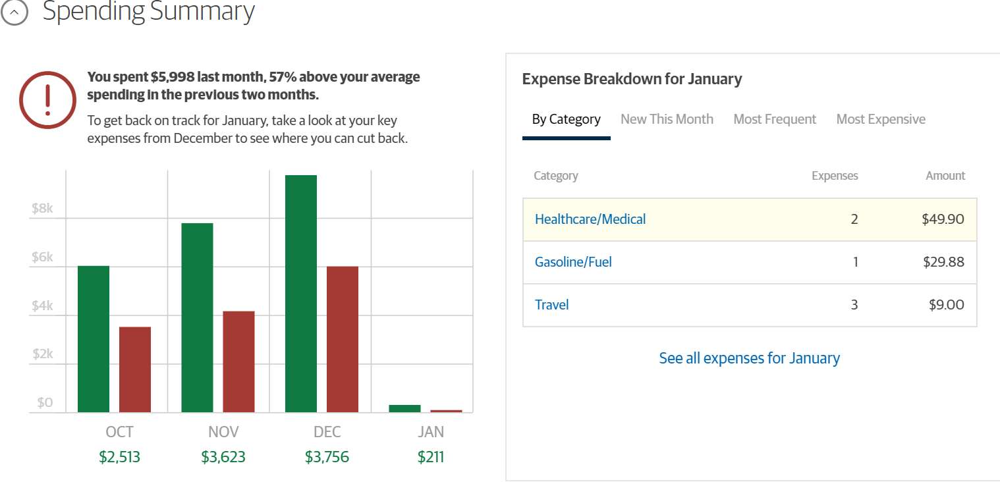 Spending Summary
You spent $5,998 last month, 57% above your average
spending in the previous two months.
To get back on track for January, take a look at your key
expenses from December to see where you can cut back.
$8k
$6k
$4k
$2k
$0
OCT NOV DEC JAN
$2,513 $3,623 $3,756 $211
Expense Breakdown for January
By Category New This Month Most Frequent Most Expensive
Category Expenses Amount
Healthcare/Medical 2 $49.90
Gasoline/Fuel 1 $29.88
Travel 3 $9.00
See all expenses for January